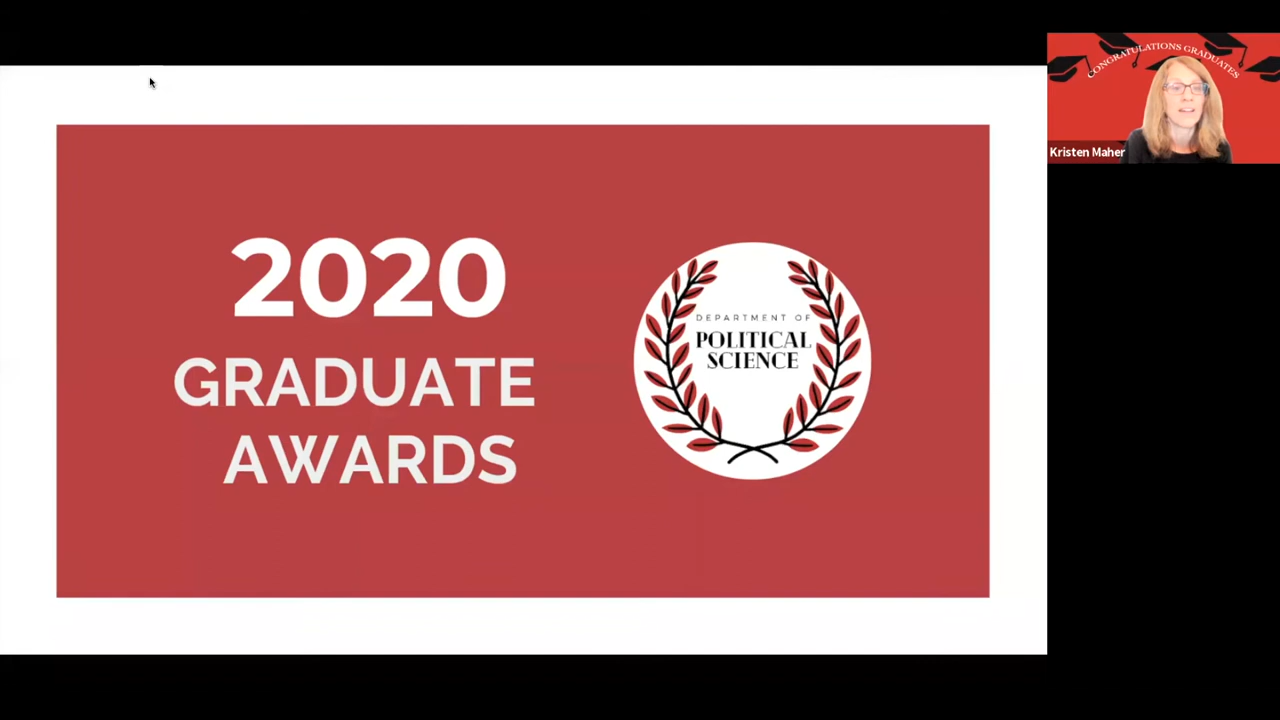 2020
GRADUATE
AWARDS
DEPARTMENT OF
POLITICAL
SCIENCE
CONGRATULATIONS GRADUATES
Kristen Maher